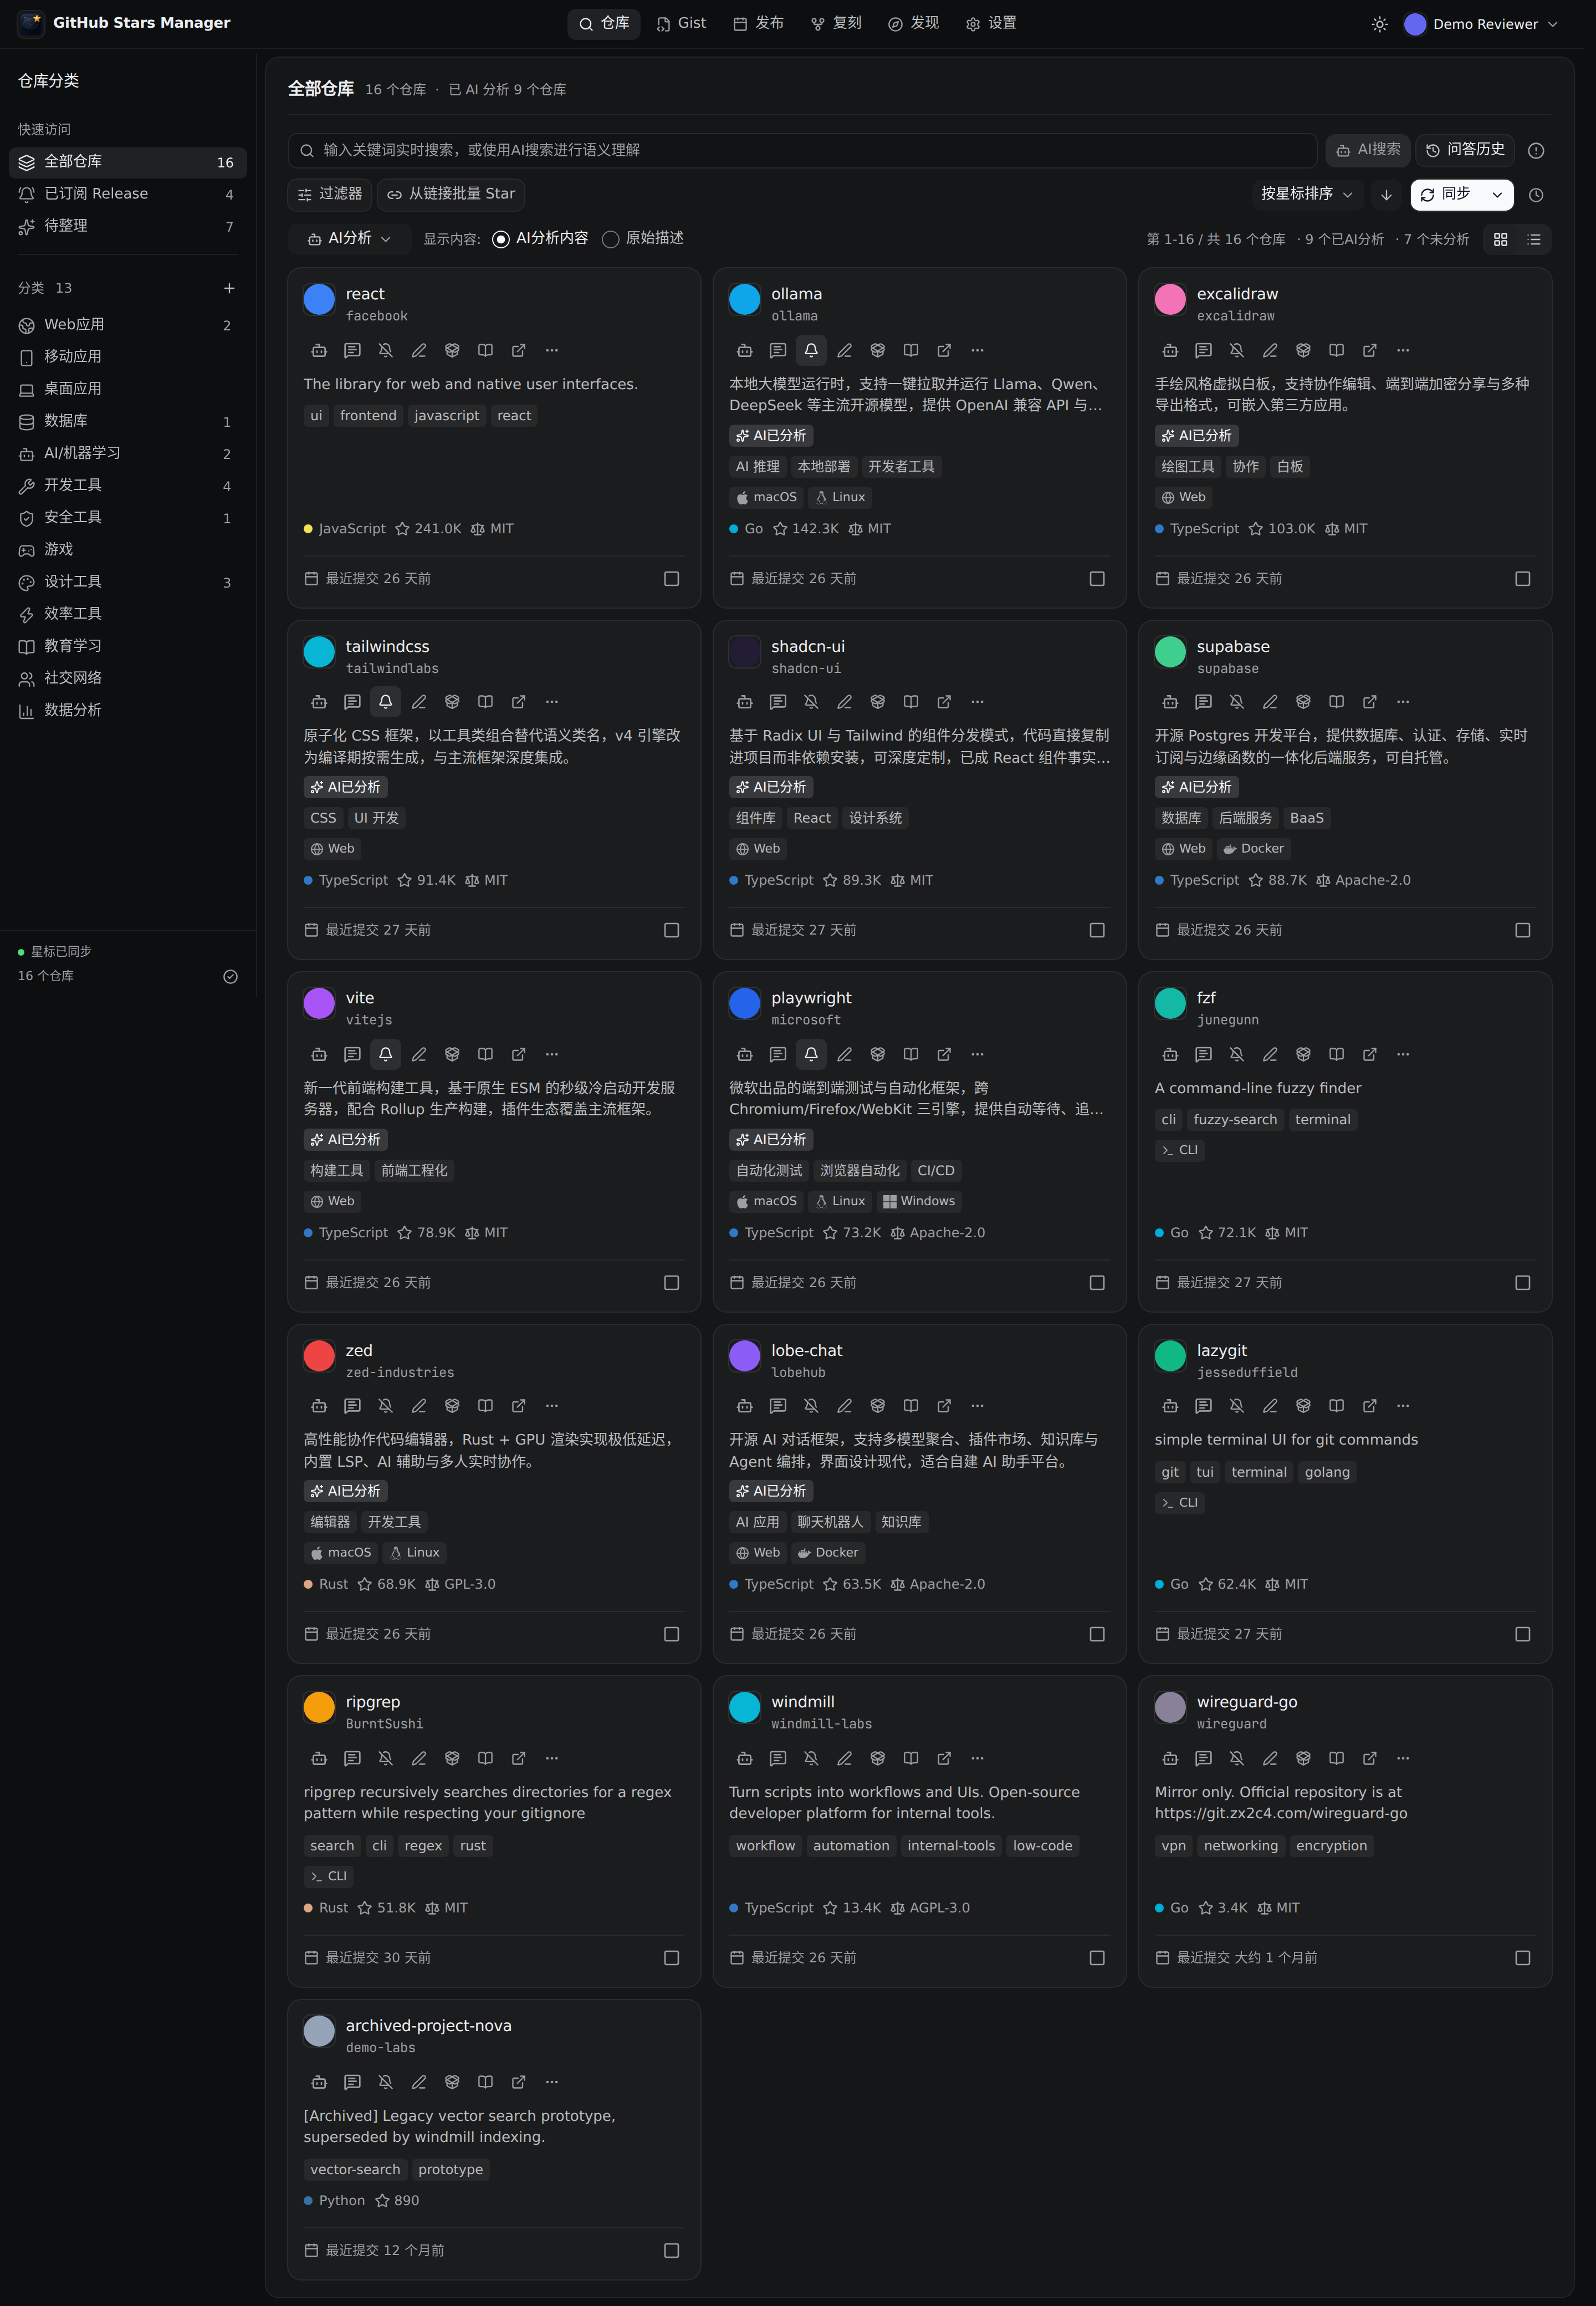 GitHub Stars Manager
仓库
Gist
发布
复刻
发现
设置
Demo Reviewer
仓库分类
快速访问
全部仓库 16
已订阅 Release 4
待整理 7
分类 13
Web应用 2
移动应用
桌面应用
数据库 1
AI/机器学习 2
开发工具 4
安全工具 1
游戏
设计工具 3
效率工具
教育学习
社交网络
数据分析
星标已同步
16 个仓库
全部仓库 16 个仓库 · 已 AI 分析 9 个仓库
输入关键词实时搜索，或使用AI搜索进行语义理解
AI搜索
问答历史
过滤器
从链接批量 Star
按星标排序
同步
AI分析
显示内容: AI分析内容 原始描述
第 1-16 / 共 16 个仓库 · 9 个已AI分析 · 7 个未分析
react
facebook
The library for web and native user interfaces.
ui frontend javascript react
JavaScript 241.0K MIT
最近提交 26 天前
ollama
ollama
本地大模型运行时，支持一键拉取并运行 Llama、Qwen、
DeepSeek 等主流开源模型，提供 OpenAI 兼容 API 与…
AI已分析
AI 推理 本地部署 开发者工具
macOS Linux
Go 142.3K MIT
最近提交 26 天前
excalidraw
excalidraw
手绘风格虚拟白板，支持协作编辑、端到端加密分享与多种
导出格式，可嵌入第三方应用。
AI已分析
绘图工具 协作 白板
Web
TypeScript 103.0K MIT
最近提交 26 天前
tailwindcss
tailwindlabs
原子化 CSS 框架，以工具类组合替代语义类名，v4 引擎改
为编译期按需生成，与主流框架深度集成。
AI已分析
CSS UI 开发
Web
TypeScript 91.4K MIT
最近提交 27 天前
shadcn-ui
shadcn-ui
基于 Radix UI 与 Tailwind 的组件分发模式，代码直接复制
进项目而非依赖安装，可深度定制，已成 React 组件事实…
AI已分析
组件库 React 设计系统
Web
TypeScript 89.3K MIT
最近提交 27 天前
supabase
supabase
开源 Postgres 开发平台，提供数据库、认证、存储、实时
订阅与边缘函数的一体化后端服务，可自托管。
AI已分析
数据库 后端服务 BaaS
Web Docker
TypeScript 88.7K Apache-2.0
最近提交 26 天前
vite
vitejs
新一代前端构建工具，基于原生 ESM 的秒级冷启动开发服
务器，配合 Rollup 生产构建，插件生态覆盖主流框架。
AI已分析
构建工具 前端工程化
Web
TypeScript 78.9K MIT
最近提交 26 天前
playwright
microsoft
微软出品的端到端测试与自动化框架，跨
Chromium/Firefox/WebKit 三引擎，提供自动等待、追…
AI已分析
自动化测试 浏览器自动化 CI/CD
macOS Linux Windows
TypeScript 73.2K Apache-2.0
最近提交 26 天前
fzf
junegunn
A command-line fuzzy finder
cli fuzzy-search terminal
CLI
Go 72.1K MIT
最近提交 27 天前
zed
zed-industries
高性能协作代码编辑器，Rust + GPU 渲染实现极低延迟，
内置 LSP、AI 辅助与多人实时协作。
AI已分析
编辑器 开发工具
macOS Linux
Rust 68.9K GPL-3.0
最近提交 26 天前
lobe-chat
lobehub
开源 AI 对话框架，支持多模型聚合、插件市场、知识库与
Agent 编排，界面设计现代，适合自建 AI 助手平台。
AI已分析
AI 应用 聊天机器人 知识库
Web Docker
TypeScript 63.5K Apache-2.0
最近提交 26 天前
lazygit
jesseduffield
simple terminal UI for git commands
git tui terminal golang
CLI
Go 62.4K MIT
最近提交 27 天前
ripgrep
BurntSushi
ripgrep recursively searches directories for a regex
pattern while respecting your gitignore
search cli regex rust
CLI
Rust 51.8K MIT
最近提交 30 天前
windmill
windmill-labs
Turn scripts into workflows and UIs. Open-source
developer platform for internal tools.
workflow automation internal-tools low-code
TypeScript 13.4K AGPL-3.0
最近提交 26 天前
wireguard-go
wireguard
Mirror only. Official repository is at
https://git.zx2c4.com/wireguard-go
vpn networking encryption
Go 3.4K MIT
最近提交 大约 1 个月前
archived-project-nova
demo-labs
[Archived] Legacy vector search prototype,
superseded by windmill indexing.
vector-search prototype
Python 890
最近提交 12 个月前